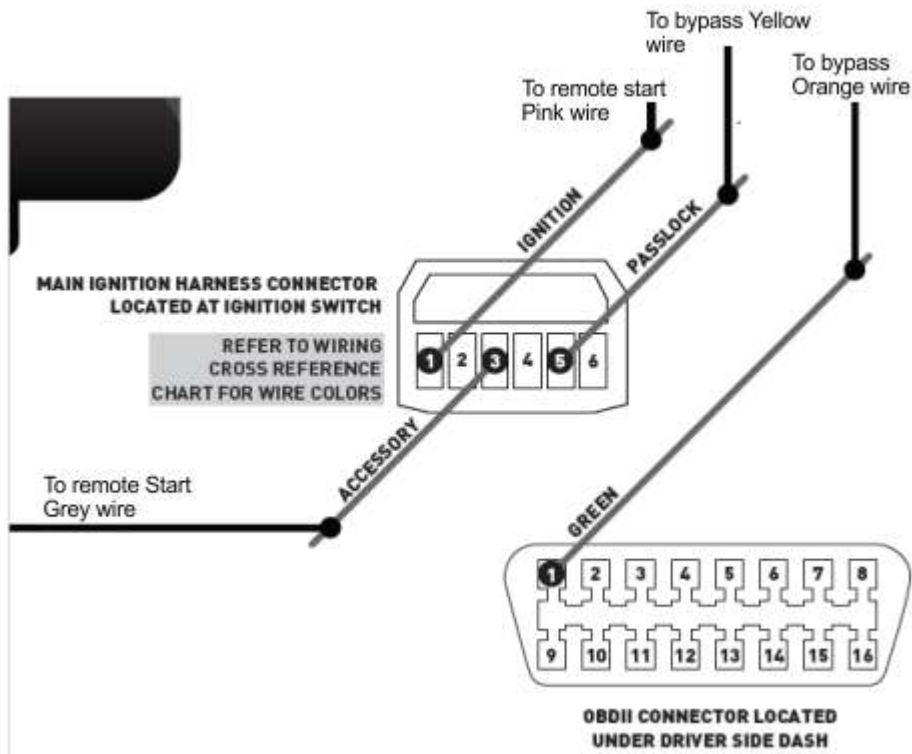 To bypass Yellow
wire
To bypass
Orange wire
To remote start
Pink wire
IGNITION
PASSLOCK
MAIN IGNITION HARNESS CONNECTOR
LOCATED AT IGNITION SWITCH
REFER TO WIRING
CROSS REFERENCE
CHART FOR WIRE COLORS
1 2 3 4 5 6
ACCESSORY
To remote Start
Grey wire
GREEN
1 2 3 4 5 6 7 8
9 10 11 12 13 14 15 16
OBDII CONNECTOR LOCATED
UNDER DRIVER SIDE DASH